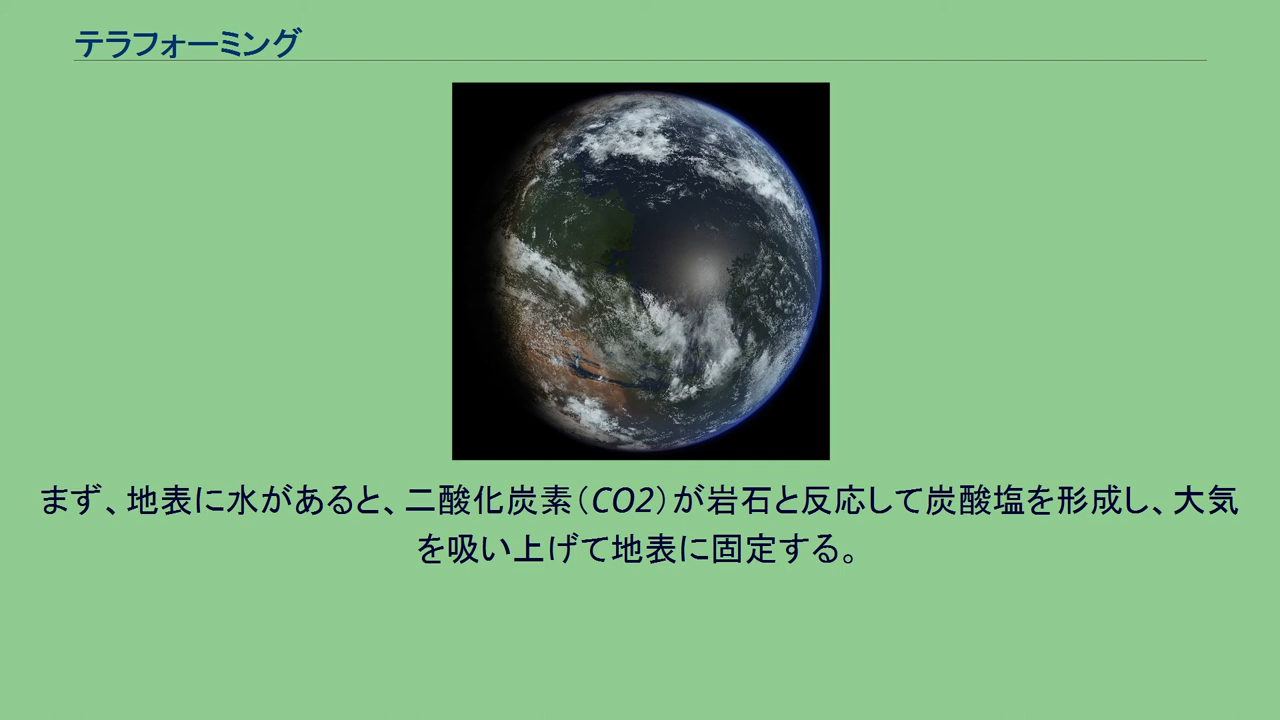 テラフォーミング
まず、地表に水があると、二酸化炭素（CO2）が岩石と反応して炭酸塩を形成し、大気
を吸い上げて地表に固定する。